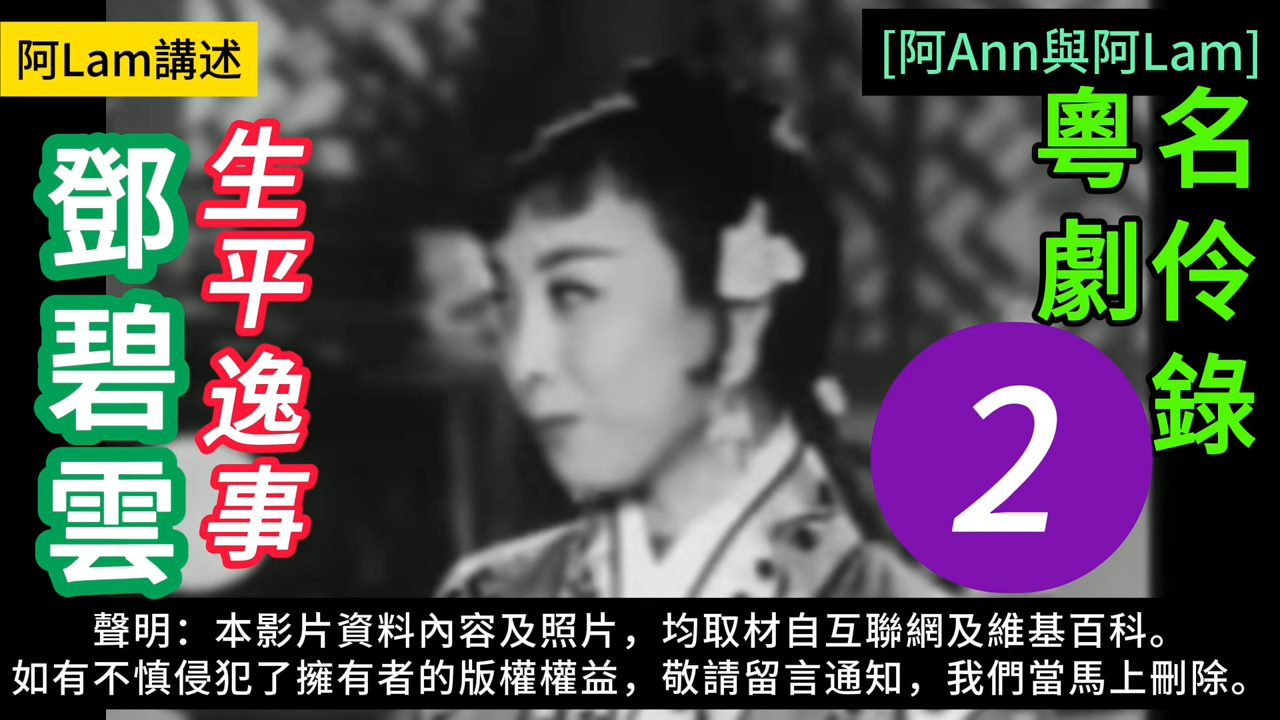 阿Lam講述
[阿Ann與阿Lam]
粵劇
名伶錄
2
鄧碧雲
生平逸事
聲明：本影片資料內容及照片，均取材自互聯網及維基百科。
如有不慎侵犯了擁有者的版權權益，敬請留言通知，我們當馬上刪除。